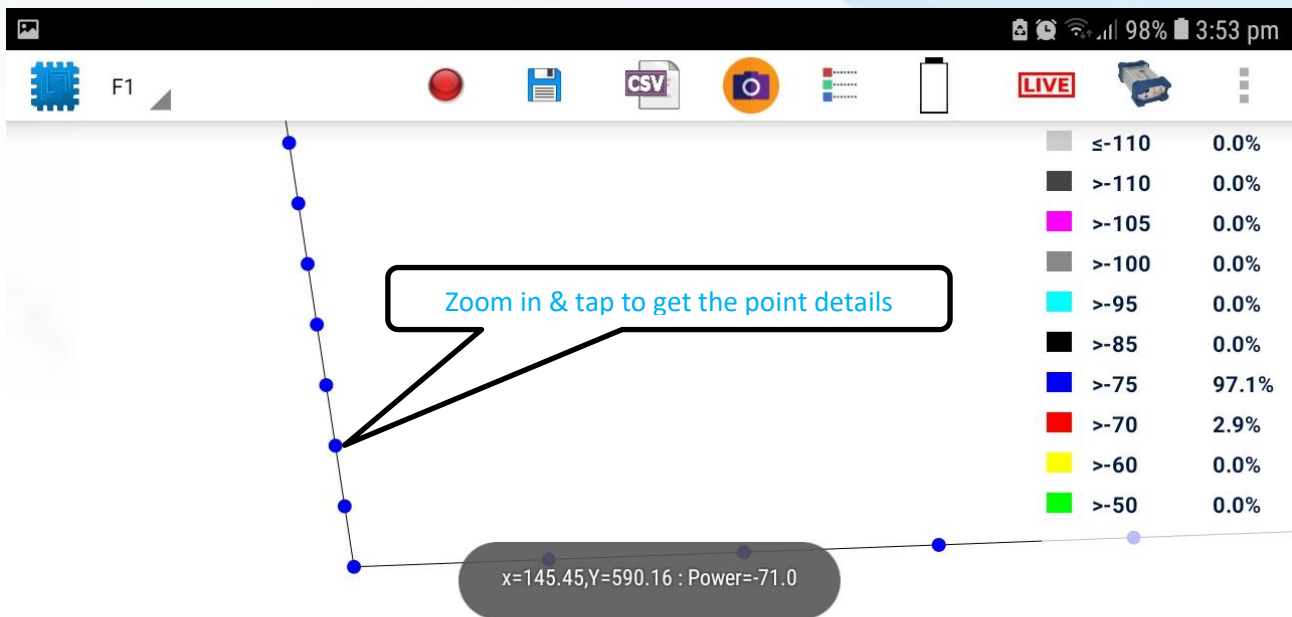 98% 3:53 pm
F1 CSV LIVE
≤-110 0.0%
>-110 0.0%
>-105 0.0%
>-100 0.0%
Zoom in & tap to get the point details
>-95 0.0%
>-85 0.0%
>-75 97.1%
>-70 2.9%
>-60 0.0%
>-50 0.0%
x=145.45,Y=590.16 : Power=-71.0